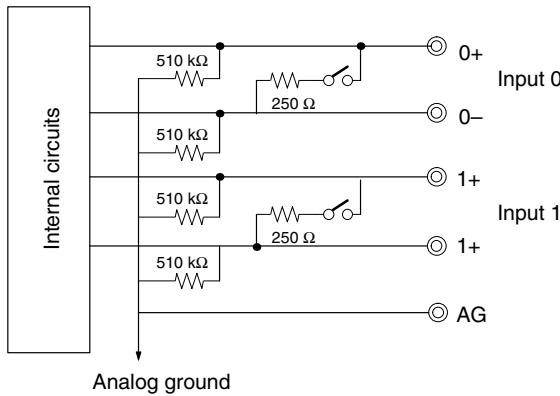 Internal circuits
510 kΩ
250 Ω
510 kΩ
510 kΩ
250 Ω
510 kΩ
0+
Input 0
0–
1+
Input 1
1+
AG
Analog ground